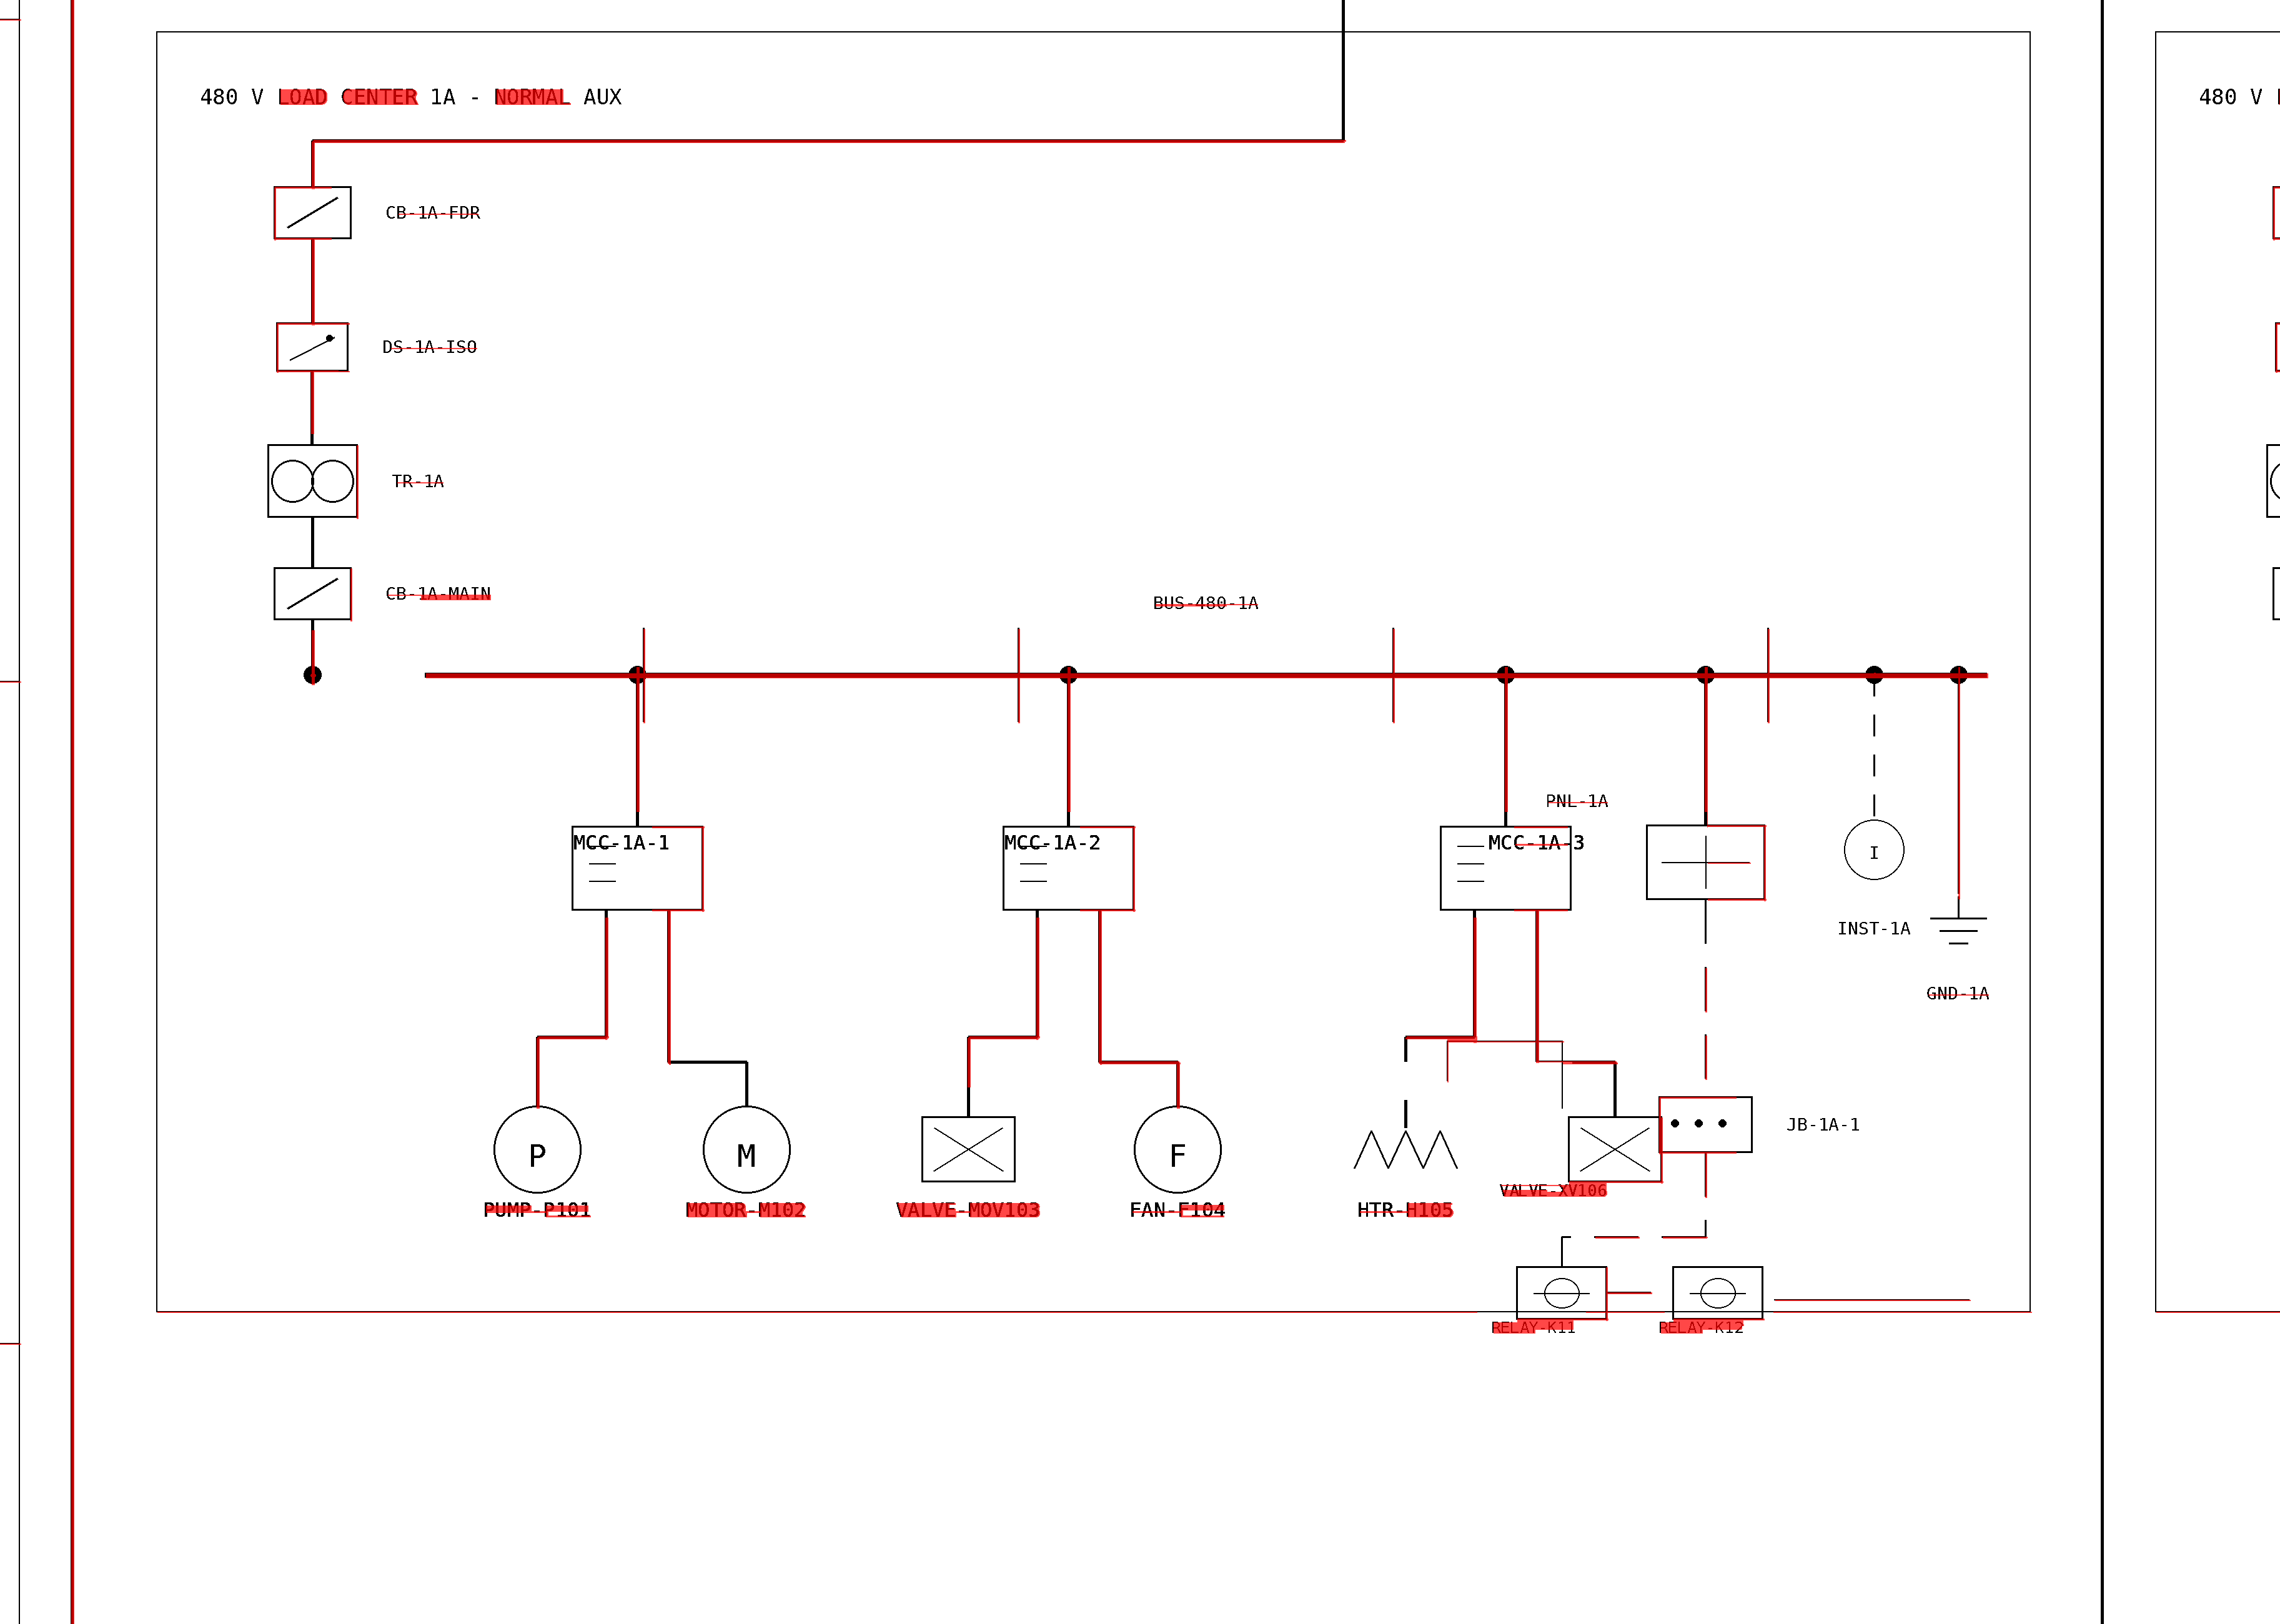 480 V LOAD CENTER 1A - NORMAL AUX
480 V
CB-1A-FDR
DS-1A-ISO
TR-1A
CB-1A-MAIN
BUS-480-1A
PNL-1A
MCC-1A-1
MCC-1A-2
MCC-1A-3
I
INST-1A
GND-1A
JB-1A-1
P
M
F
VALVE-XV106
PUMP-P101
MOTOR-M102
VALVE-MOV103
FAN-F104
HTR-H105
RELAY-K11
RELAY-K12